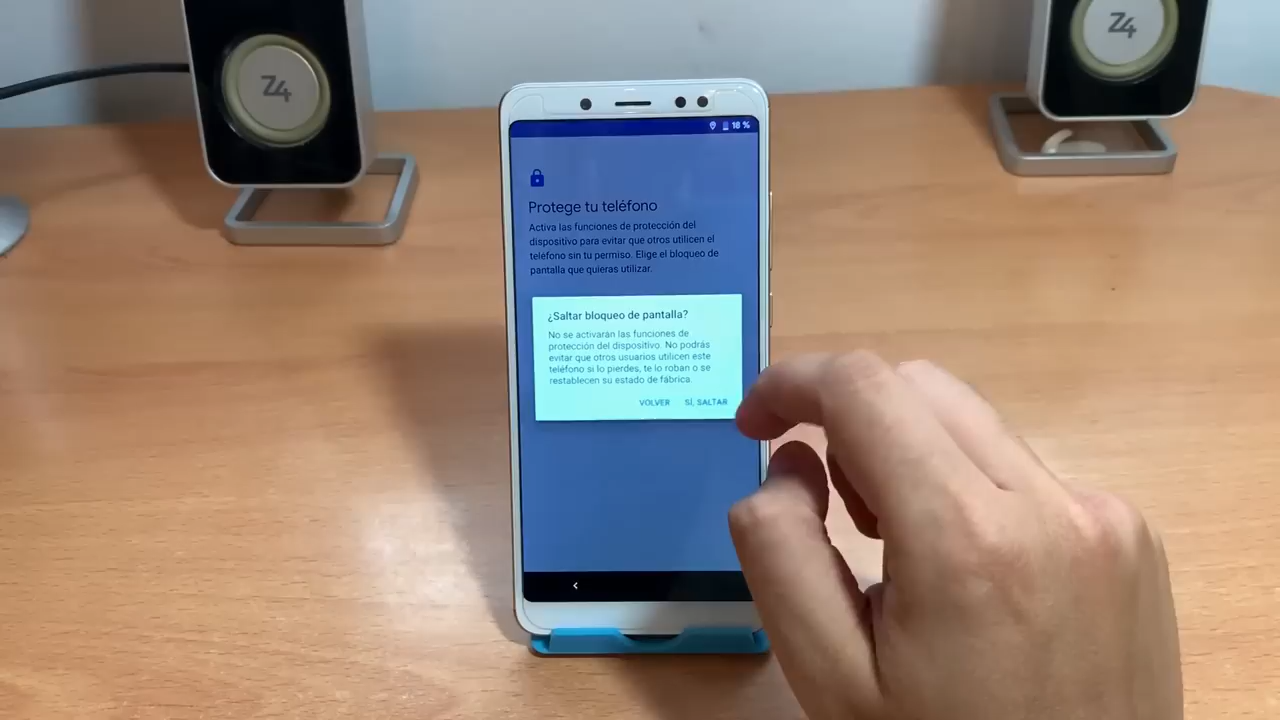 Z4
Z4
18 %
Protege tu teléfono
Activa las funciones de protección del
dispositivo para evitar que otros utilicen el
teléfono sin tu permiso. Elige el bloqueo de
pantalla que quieras utilizar.
¿Saltar bloqueo de pantalla?
No se activarán las funciones de
protección del dispositivo. No podrás
evitar que otros usuarios utilicen este
teléfono si lo pierdes, te lo roban o se
restablecen su estado de fábrica.
VOLVER SÍ, SALTAR